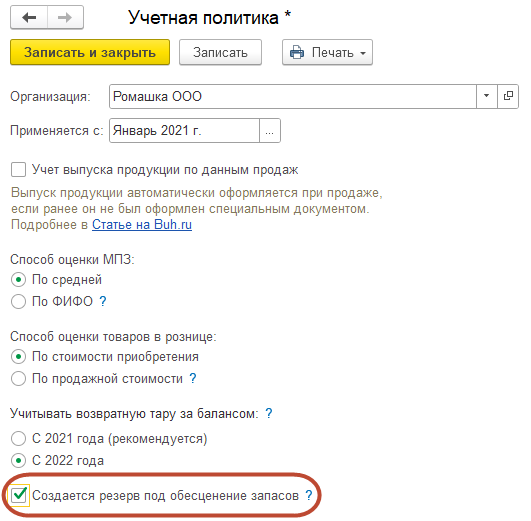 Учетная политика *
Записать и закрыть Записать Печать
Организация: Ромашка ООО
Применяется с: Январь 2021 г. ...
Учет выпуска продукции по данным продаж
Выпуск продукции автоматически оформляется при продаже,
если ранее он не был оформлен специальным документом.
Подробнее в Статье на Buh.ru
Способ оценки МПЗ:
По средней
По ФИФО ?
Способ оценки товаров в рознице:
По стоимости приобретения
По продажной стоимости ?
Учитывать возвратную тару за балансом: ?
С 2021 года (рекомендуется)
С 2022 года
Создается резерв под обесценение запасов ?